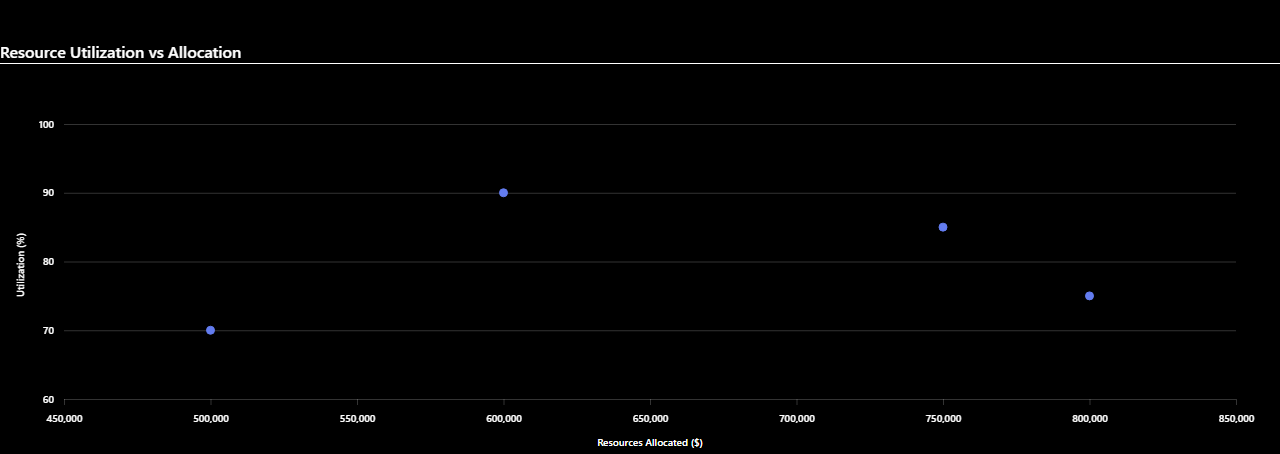 Resource Utilization vs Allocation
100
90
80
70
60
Utilization (%)
450,000 500,000 550,000 600,000 650,000 700,000 750,000 800,000 850,000
Resources Allocated ($)